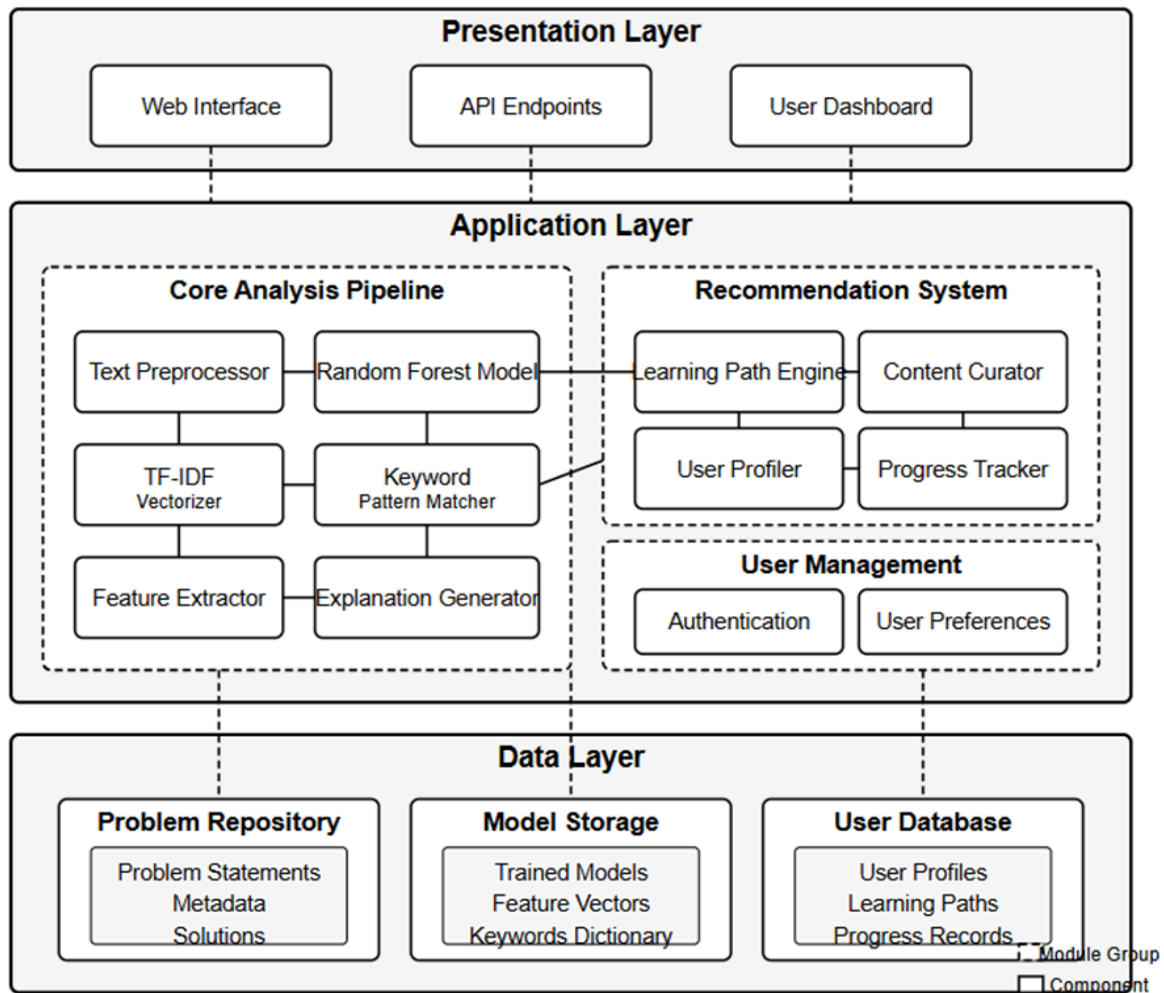 Presentation Layer
Web Interface
API Endpoints
User Dashboard
Application Layer
Core Analysis Pipeline
Text Preprocessor
Random Forest Model
TF-IDF
Vectorizer
Keyword
Pattern Matcher
Feature Extractor
Explanation Generator
Recommendation System
Learning Path Engine
Content Curator
User Profiler
Progress Tracker
User Management
Authentication
User Preferences
Data Layer
Problem Repository
Problem Statements
Metadata
Solutions
Model Storage
Trained Models
Feature Vectors
Keywords Dictionary
User Database
User Profiles
Learning Paths
Progress Records
Module Group
Component